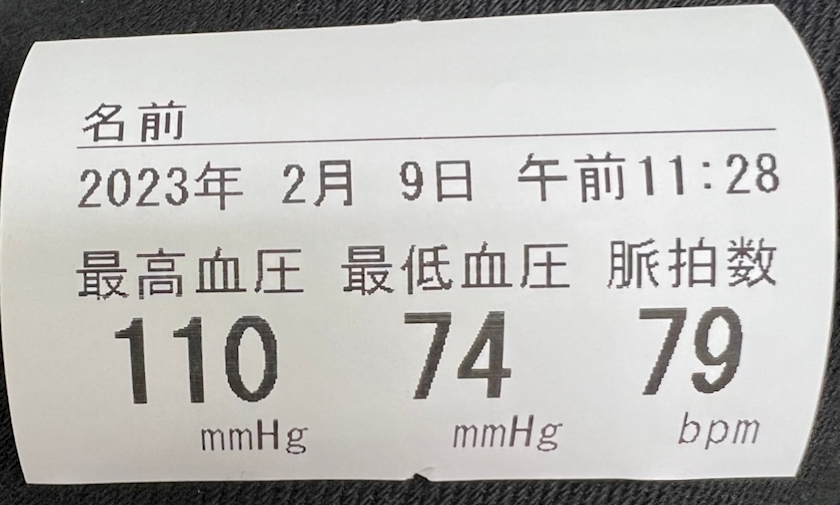 名前
2023年 2月 9日 午前11:28
最高血圧 最低血圧 脈拍数
110 74 79
mmHg mmHg bpm